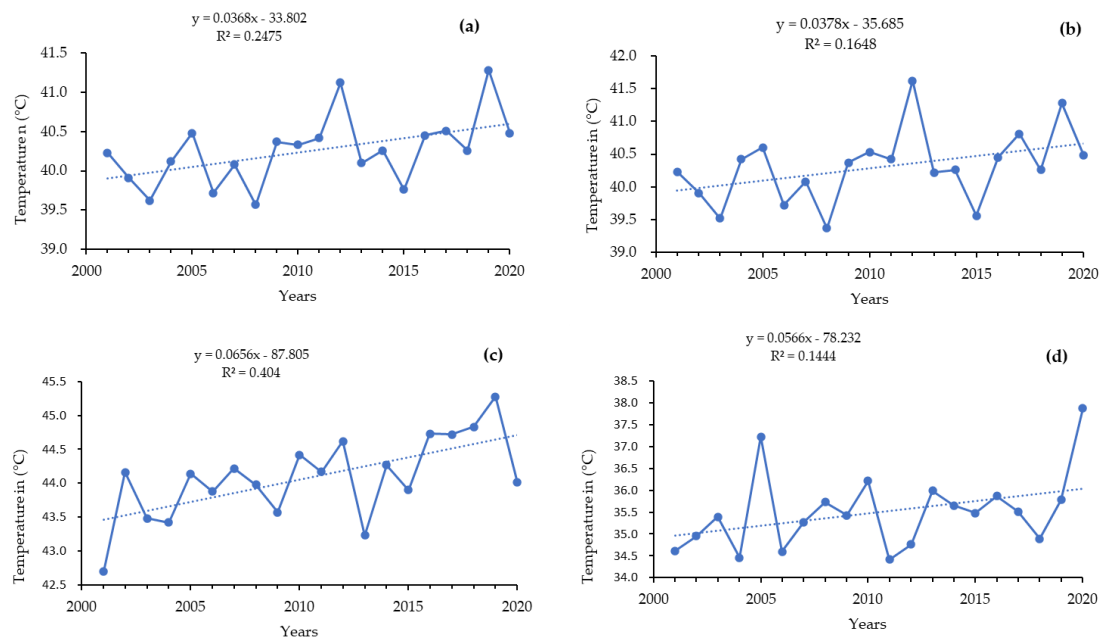 y = 0.0368x - 33.802
R² = 0.2475
(a)
41.5
41.0
40.5
40.0
39.5
39.0
Temperature n (°C)
2000 2005 2010 2015 2020
Years
y = 0.0378x - 35.685
R² = 0.1648
(b)
42.0
41.5
41.0
40.5
40.0
39.5
39.0
Temperature in (°C)
2000 2005 2010 2015 2020
Years
y = 0.0656x - 87.805
R² = 0.404
(c)
45.5
45.0
44.5
44.0
43.5
43.0
42.5
Temperature in (°C)
2000 2005 2010 2015 2020
Years
y = 0.0566x - 78.232
R² = 0.1444
(d)
38.5
38.0
37.5
37.0
36.5
36.0
35.5
35.0
34.5
34.0
Temperature in (°C)
2000 2005 2010 2015 2020
Years